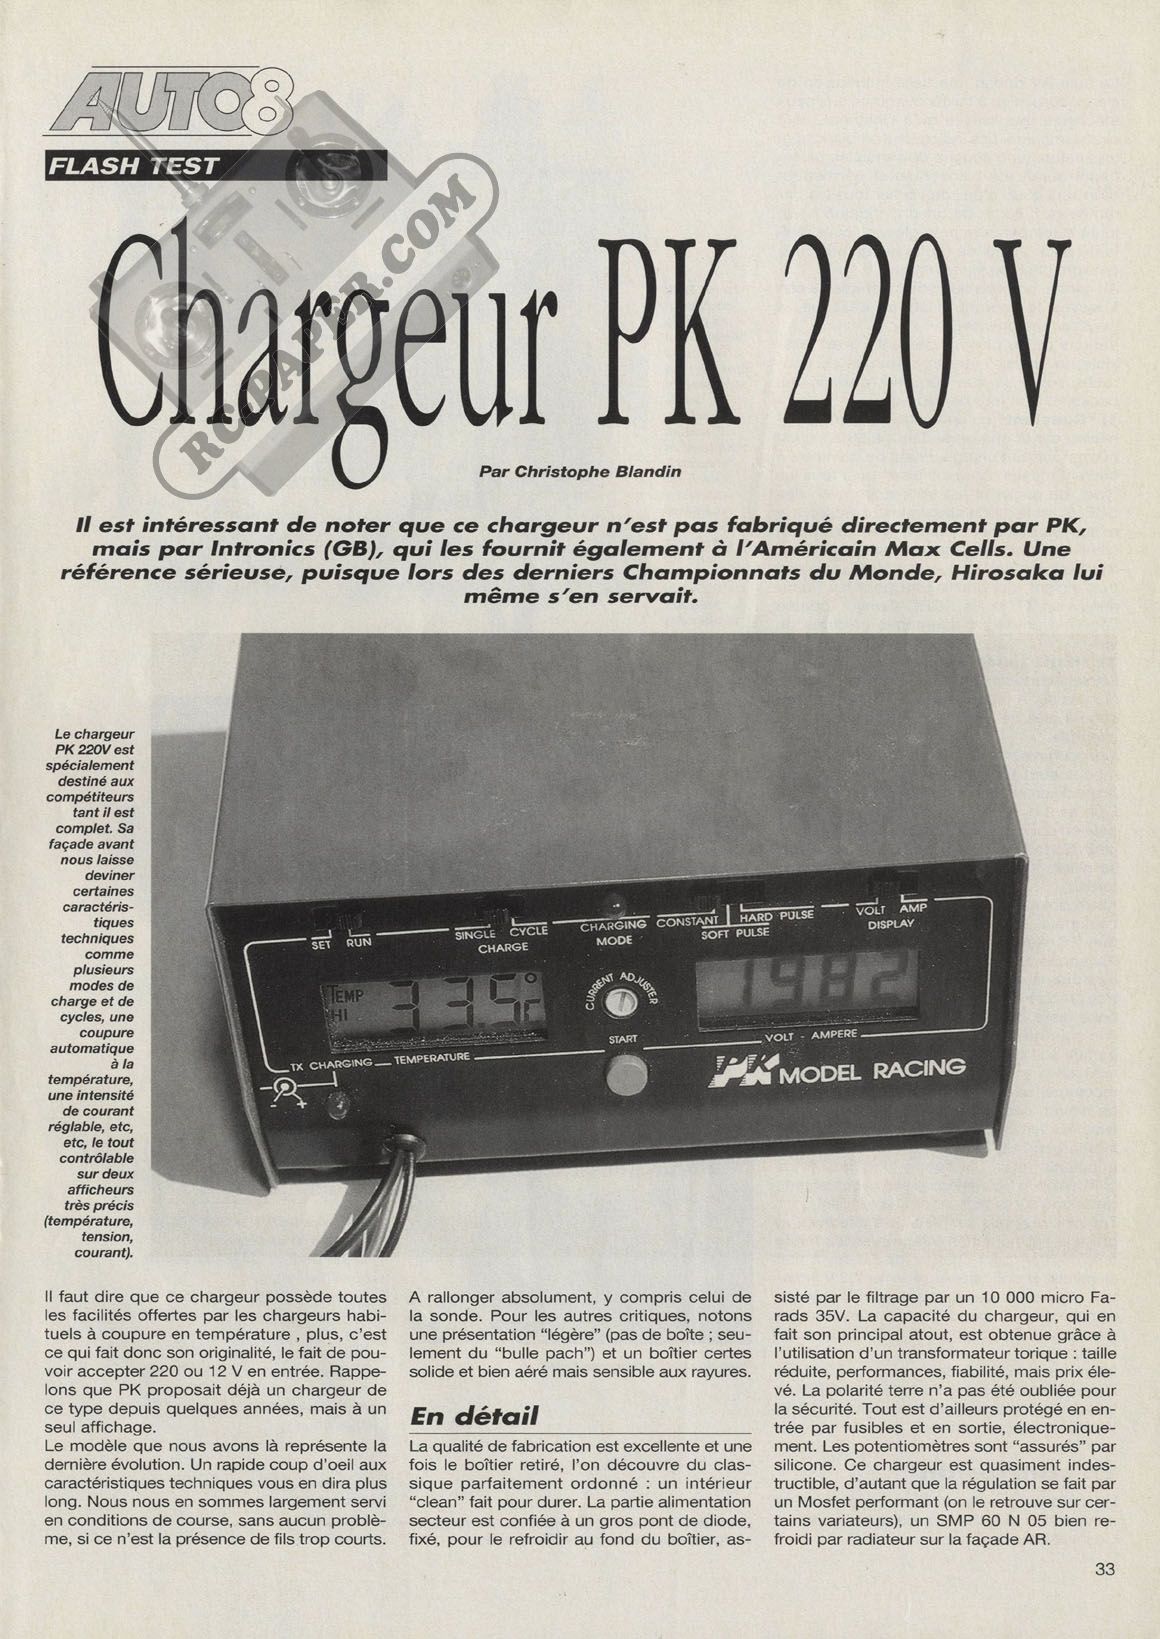 AUTO8
FLASH TEST
RC-PAPER.COM
Chargeur PK 220 V
Par Christophe Blandin
Il est intéressant de noter que ce chargeur n'est pas fabriqué directement par PK,
mais par Intronics (GB), qui les fournit également à l'Américain Max Cells. Une
référence sérieuse, puisque lors des derniers Championnats du Monde, Hirosaka lui
même s'en servait.
Le chargeur
PK 220V est
spécialement
destiné aux
compétiteurs
tant il est
complet. Sa
façade avant
nous laisse
deviner
certaines
caractéris-
tiques
techniques
comme
plusieurs
modes de
charge et de
cycles, une
coupure
automatique
à la
température,
une intensité
de courant
réglable, etc,
etc, le tout
contrôlable
sur deux
afficheurs
très précis
(température,
tension,
courant).
SET RUN
SINGLE CYCLE
CHARGE
CHARGING
MODE
CONSTANT HARD PULSE
SOFT PULSE
VOLT AMP
DISPLAY
TEMP
HI
335°
CURRENT ADJUSTER
1982
START
VOLT - AMPERE
TX CHARGING TEMPERATURE
PK MODEL RACING
- +
Il faut dire que ce chargeur possède toutes
les facilités offertes par les chargeurs habi-
tuels à coupure en température , plus, c'est
ce qui fait donc son originalité, le fait de pou-
voir accepter 220 ou 12 V en entrée. Rappe-
lons que PK proposait déjà un chargeur de
ce type depuis quelques années, mais à un
seul affichage.
Le modèle que nous avons là représente la
dernière évolution. Un rapide coup d'oeil aux
caractéristiques techniques vous en dira plus
long. Nous nous en sommes largement servi
en conditions de course, sans aucun problè-
me, si ce n'est la présence de fils trop courts.
A rallonger absolument, y compris celui de
la sonde. Pour les autres critiques, notons
une présentation "légère" (pas de boîte ; seu-
lement du "bulle pach") et un boîtier certes
solide et bien aéré mais sensible aux rayures.
En détail
La qualité de fabrication est excellente et une
fois le boîtier retiré, l'on découvre du clas-
sique parfaitement ordonné : un intérieur
"clean" fait pour durer. La partie alimentation
secteur est confiée à un gros pont de diode,
fixé, pour le refroidir au fond du boîtier, as-
sisté par le filtrage par un 10 000 micro Fa-
rads 35V. La capacité du chargeur, qui en
fait son principal atout, est obtenue grâce à
l'utilisation d'un transformateur torique : taille
réduite, performances, fiabilité, mais prix éle-
vé. La polarité terre n'a pas été oubliée pour
la sécurité. Tout est d'ailleurs protégé en en-
trée par fusibles et en sortie, électronique-
ment. Les potentiomètres sont "assurés" par
silicone. Ce chargeur est quasiment indes-
tructible, d'autant que la régulation se fait par
un Mosfet performant (on le retrouve sur cer-
tains variateurs), un SMP 60 N 05 bien re-
froidi par radiateur sur la façade AR.
33